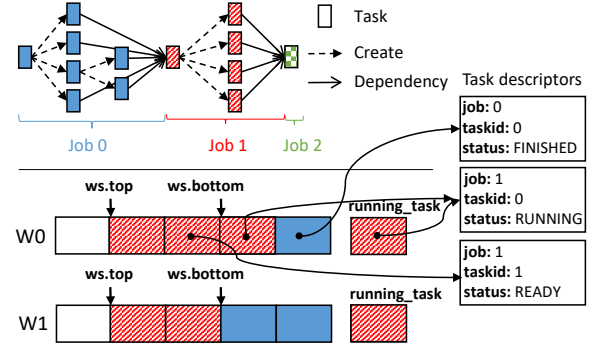 Task
Create
Dependency
Job 0
Job 1
Job 2
Task descriptors
job: 0
taskid: 0
status: FINISHED
job: 1
taskid: 0
status: RUNNING
job: 1
taskid: 1
status: READY
ws.top
ws.bottom
running_task
W0
ws.top
ws.bottom
running_task
W1